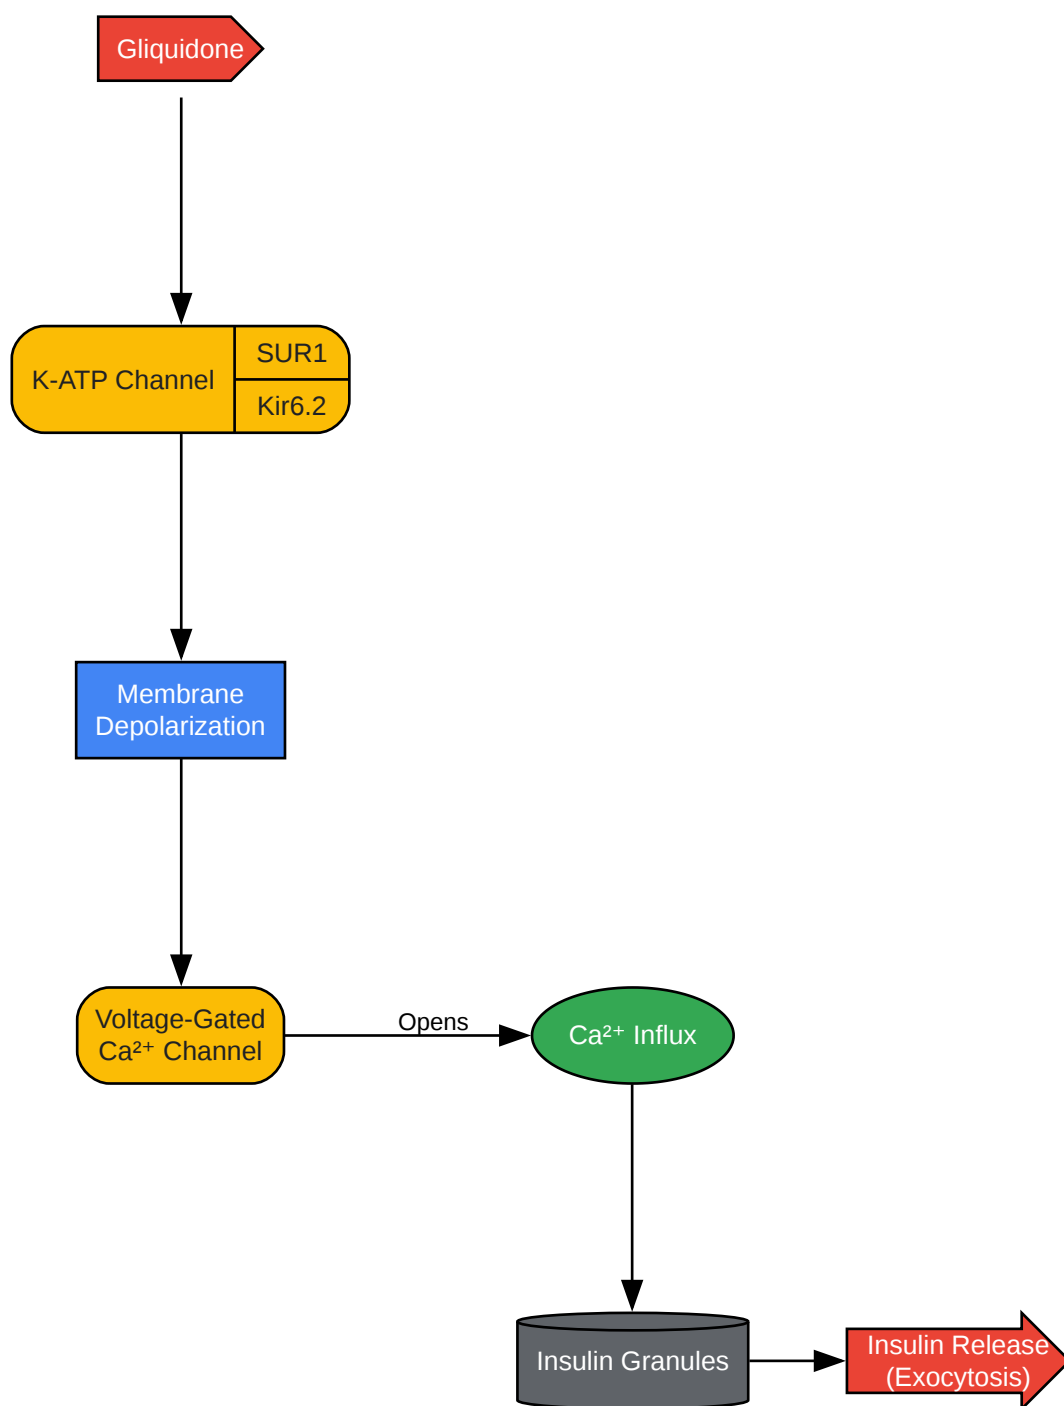 Gliquidone
K-ATP Channel
SUR1
Kir6.2
Membrane
Depolarization
Voltage-Gated
Ca²⁺ Channel
Opens
Ca²⁺ Influx
Insulin Granules
Insulin Release
(Exocytosis)